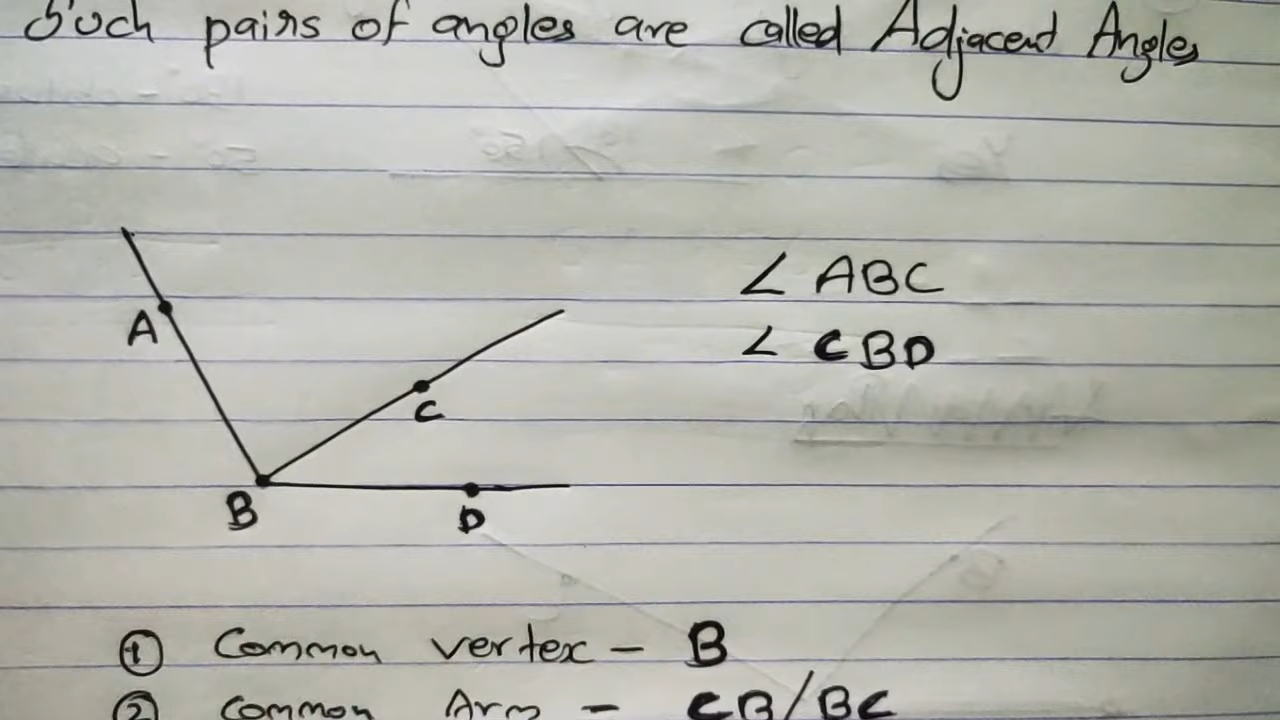 Such pairs of angles are called Adjacent Angles
∠ ABC
∠ CBD
A
C
B
D
① Common vertex - B
② Common Arm - CB/BC